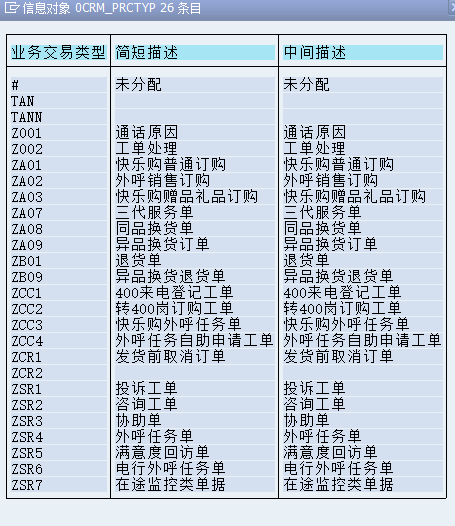 信息对象 0CRM_PRCTYP 26 条目
业务交易类型 简短描述 中间描述
# 未分配 未分配
TAN
TANN
Z001 通话原因 通话原因
Z002 工单处理 工单处理
ZA01 快乐购普通订购 快乐购普通订购
ZA02 外呼销售订购 外呼销售订购
ZA03 快乐购赠品礼品订购 快乐购赠品礼品订购
ZA07 三代服务单 三代服务单
ZA08 同品换货单 同品换货单
ZA09 异品换货订单 异品换货订单
ZB01 退货单 退货单
ZB09 异品换货退货单 异品换货退货单
ZCC1 400来电登记工单 400来电登记工单
ZCC2 转400岗订购工单 转400岗订购工单
ZCC3 快乐购外呼任务单 快乐购外呼任务单
ZCC4 外呼任务自助申请工单 外呼任务自助申请工单
ZCR1 发货前取消订单 发货前取消订单
ZCR2
ZSR1 投诉工单 投诉工单
ZSR2 咨询工单 咨询工单
ZSR3 协助单 协助单
ZSR4 外呼任务单 外呼任务单
ZSR5 满意度回访单 满意度回访单
ZSR6 电行外呼任务单 电行外呼任务单
ZSR7 在途监控类单据 在途监控类单据